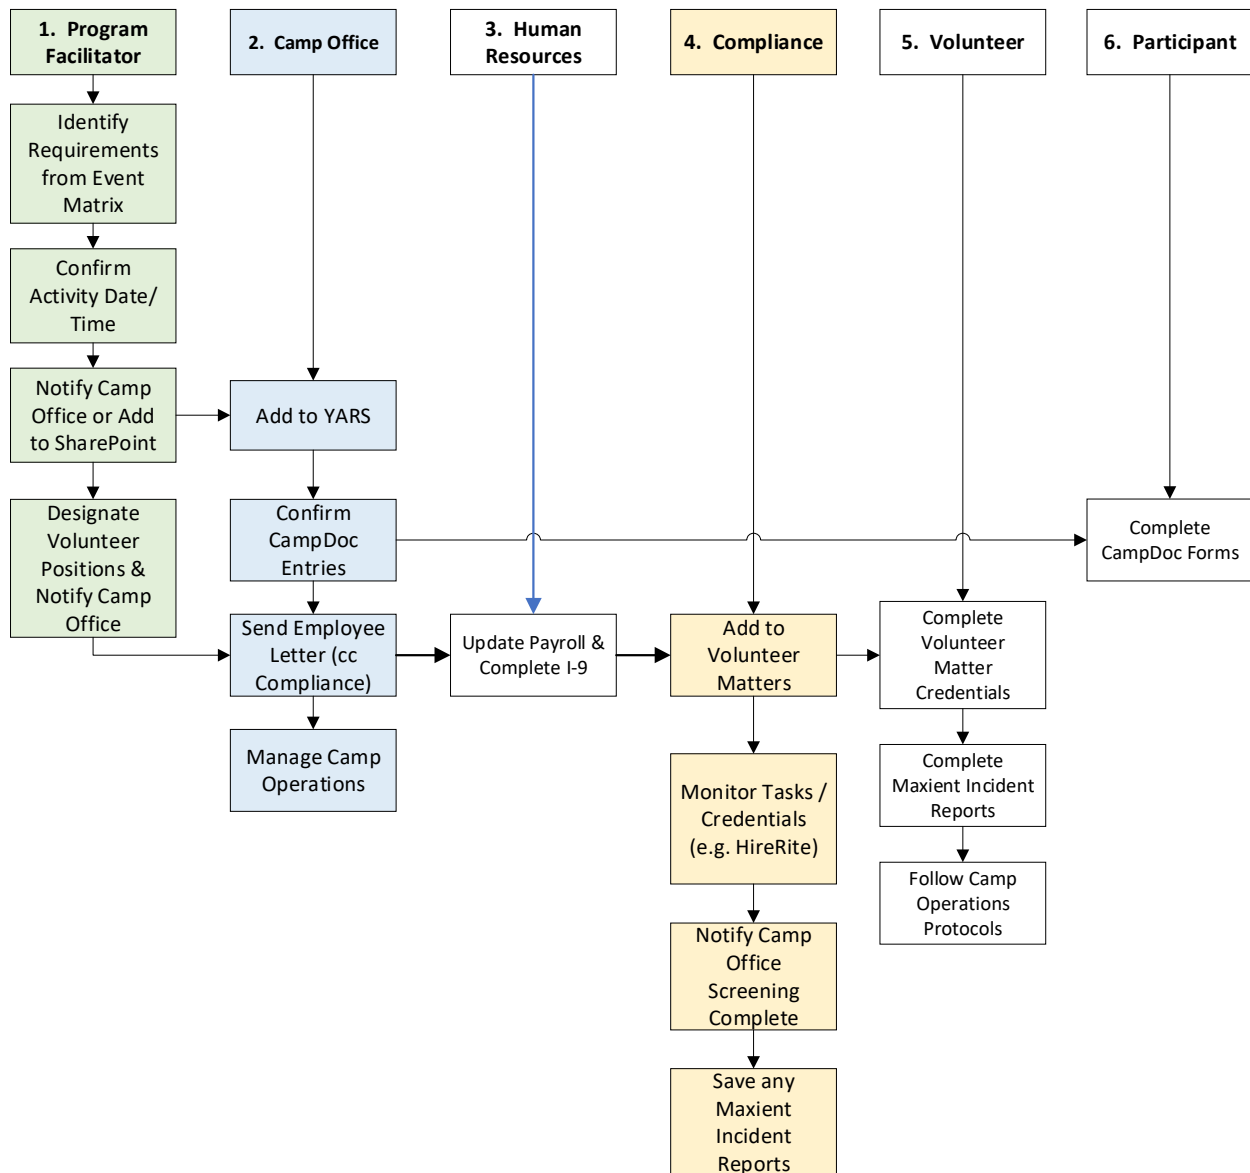 1. Program
Facilitator
2. Camp Office
3. Human
Resources
4. Compliance
5. Volunteer
6. Participant
Identify
Requirements
from Event
Matrix
Confirm
Activity Date/
Time
Notify Camp
Office or Add
to SharePoint
Add to YARS
Designate
Volunteer
Positions &
Notify Camp
Office
Confirm
CampDoc
Entries
Complete
CampDoc Forms
Send Employee
Letter (cc
Compliance)
Update Payroll &
Complete I-9
Add to
Volunteer
Matters
Complete
Volunteer
Matter
Credentials
Manage Camp
Operations
Monitor Tasks /
Credentials
(e.g. HireRite)
Complete
Maxient Incident
Reports
Follow Camp
Operations
Protocols
Notify Camp
Office
Screening
Complete
Save any
Maxient
Incident
Reports